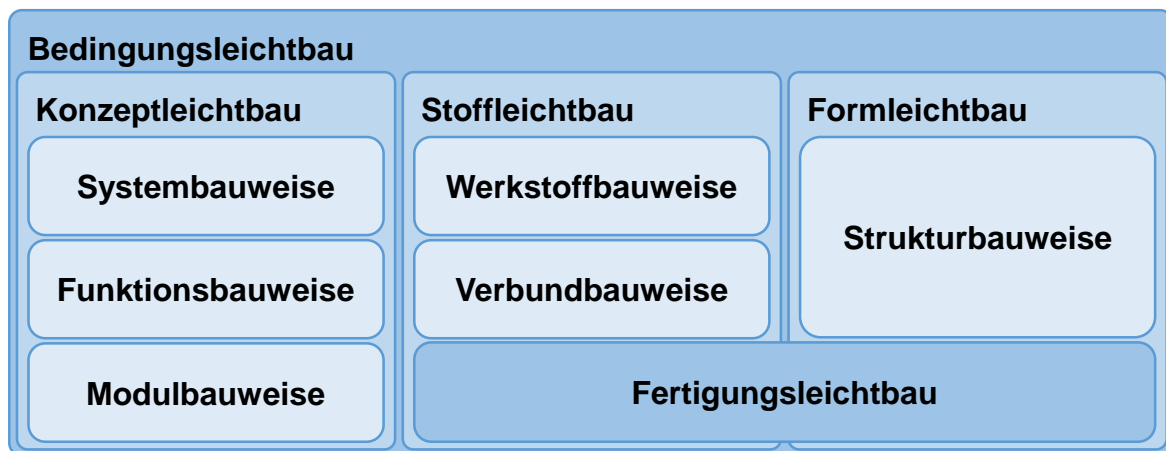 Bedingungsleichtbau
Konzeptleichtbau
Systembauweise
Funktionsbauweise
Modulbauweise
Stoffleichtbau
Werkstoffbauweise
Verbundbauweise
Formleichtbau
Strukturbauweise
Fertigungsleichtbau